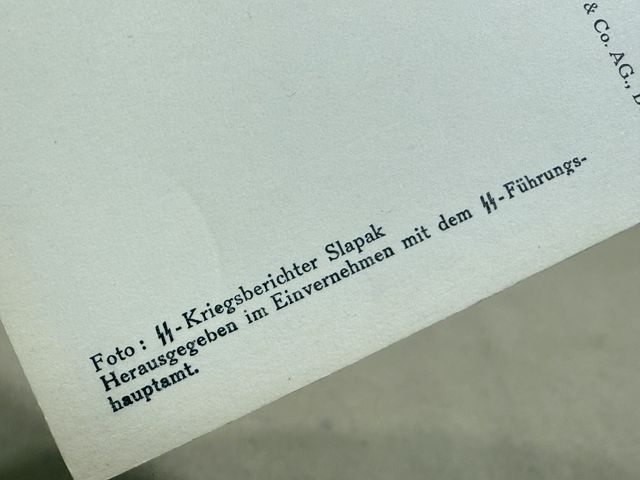 & Co. AG.,
Foto: ᛋᛋ-Kriegsberichter Slapak
Herausgegeben im Einvernehmen mit dem ᛋᛋ-Führungs-
hauptamt.